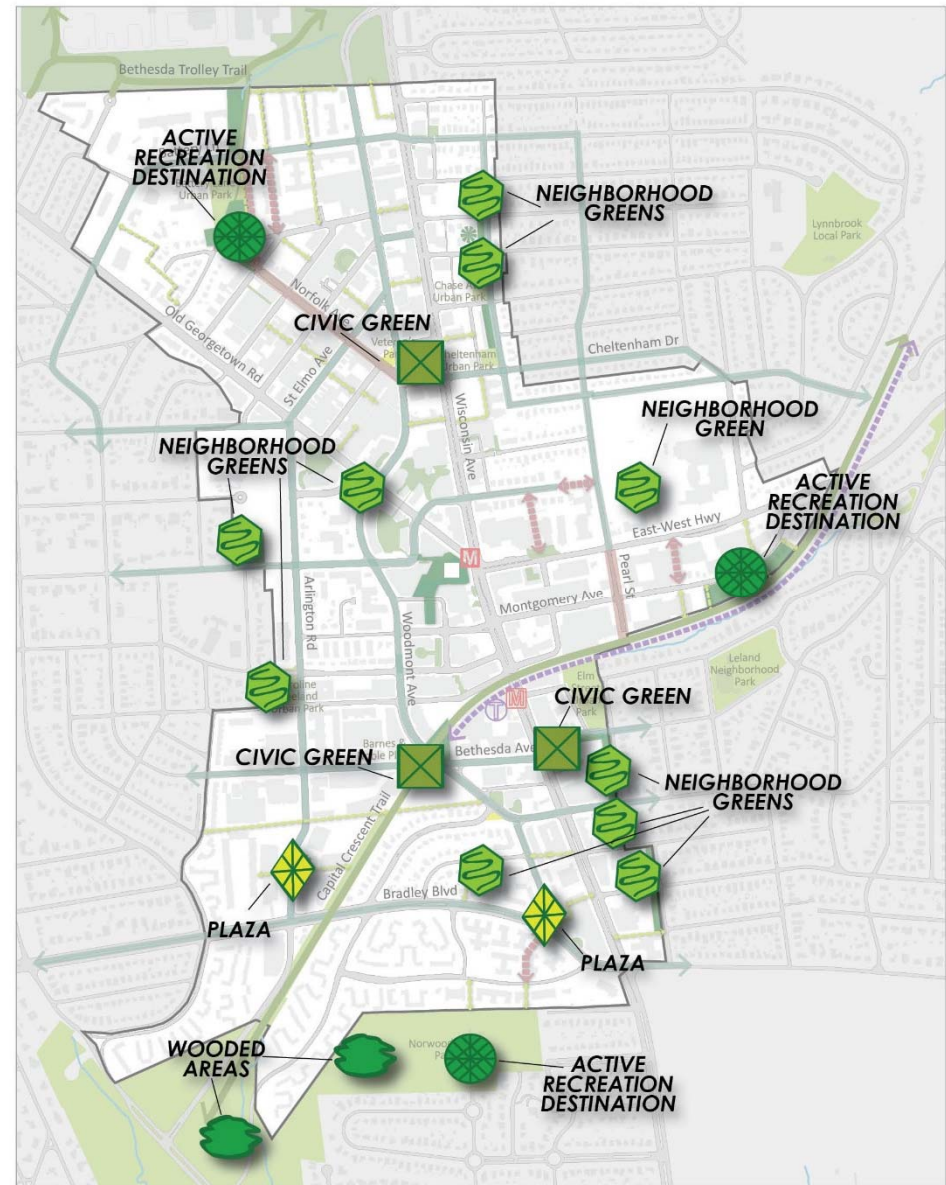 Bethesda Trolley Trail
ACTIVE
RECREATION
DESTINATION
Urban Park
NEIGHBORHOOD
GREENS
Lynnbrook
Local Park
Chase
Urban Park
Norfolk
CIVIC GREEN
Old Georgetown Rd
St Elmo Ave
Urban Park
Cheltenham Dr
Wisconsin Ave
NEIGHBORHOOD
GREEN
NEIGHBORHOOD
GREENS
ACTIVE
RECREATION
DESTINATION
East-West Hwy
M
Pearl St
Montgomery Ave
Arlington Rd
Woodmont Ave
Leland
Neighborhood
Park
Elm
Park
M
T
CIVIC GREEN
Urban Park
CIVIC GREEN
Barnes &
Bethesda Ave
NEIGHBORHOOD
GREENS
Capital Crescent Trail
Bradley Blvd
PLAZA
PLAZA
WOODED
AREAS
ACTIVE
RECREATION
DESTINATION